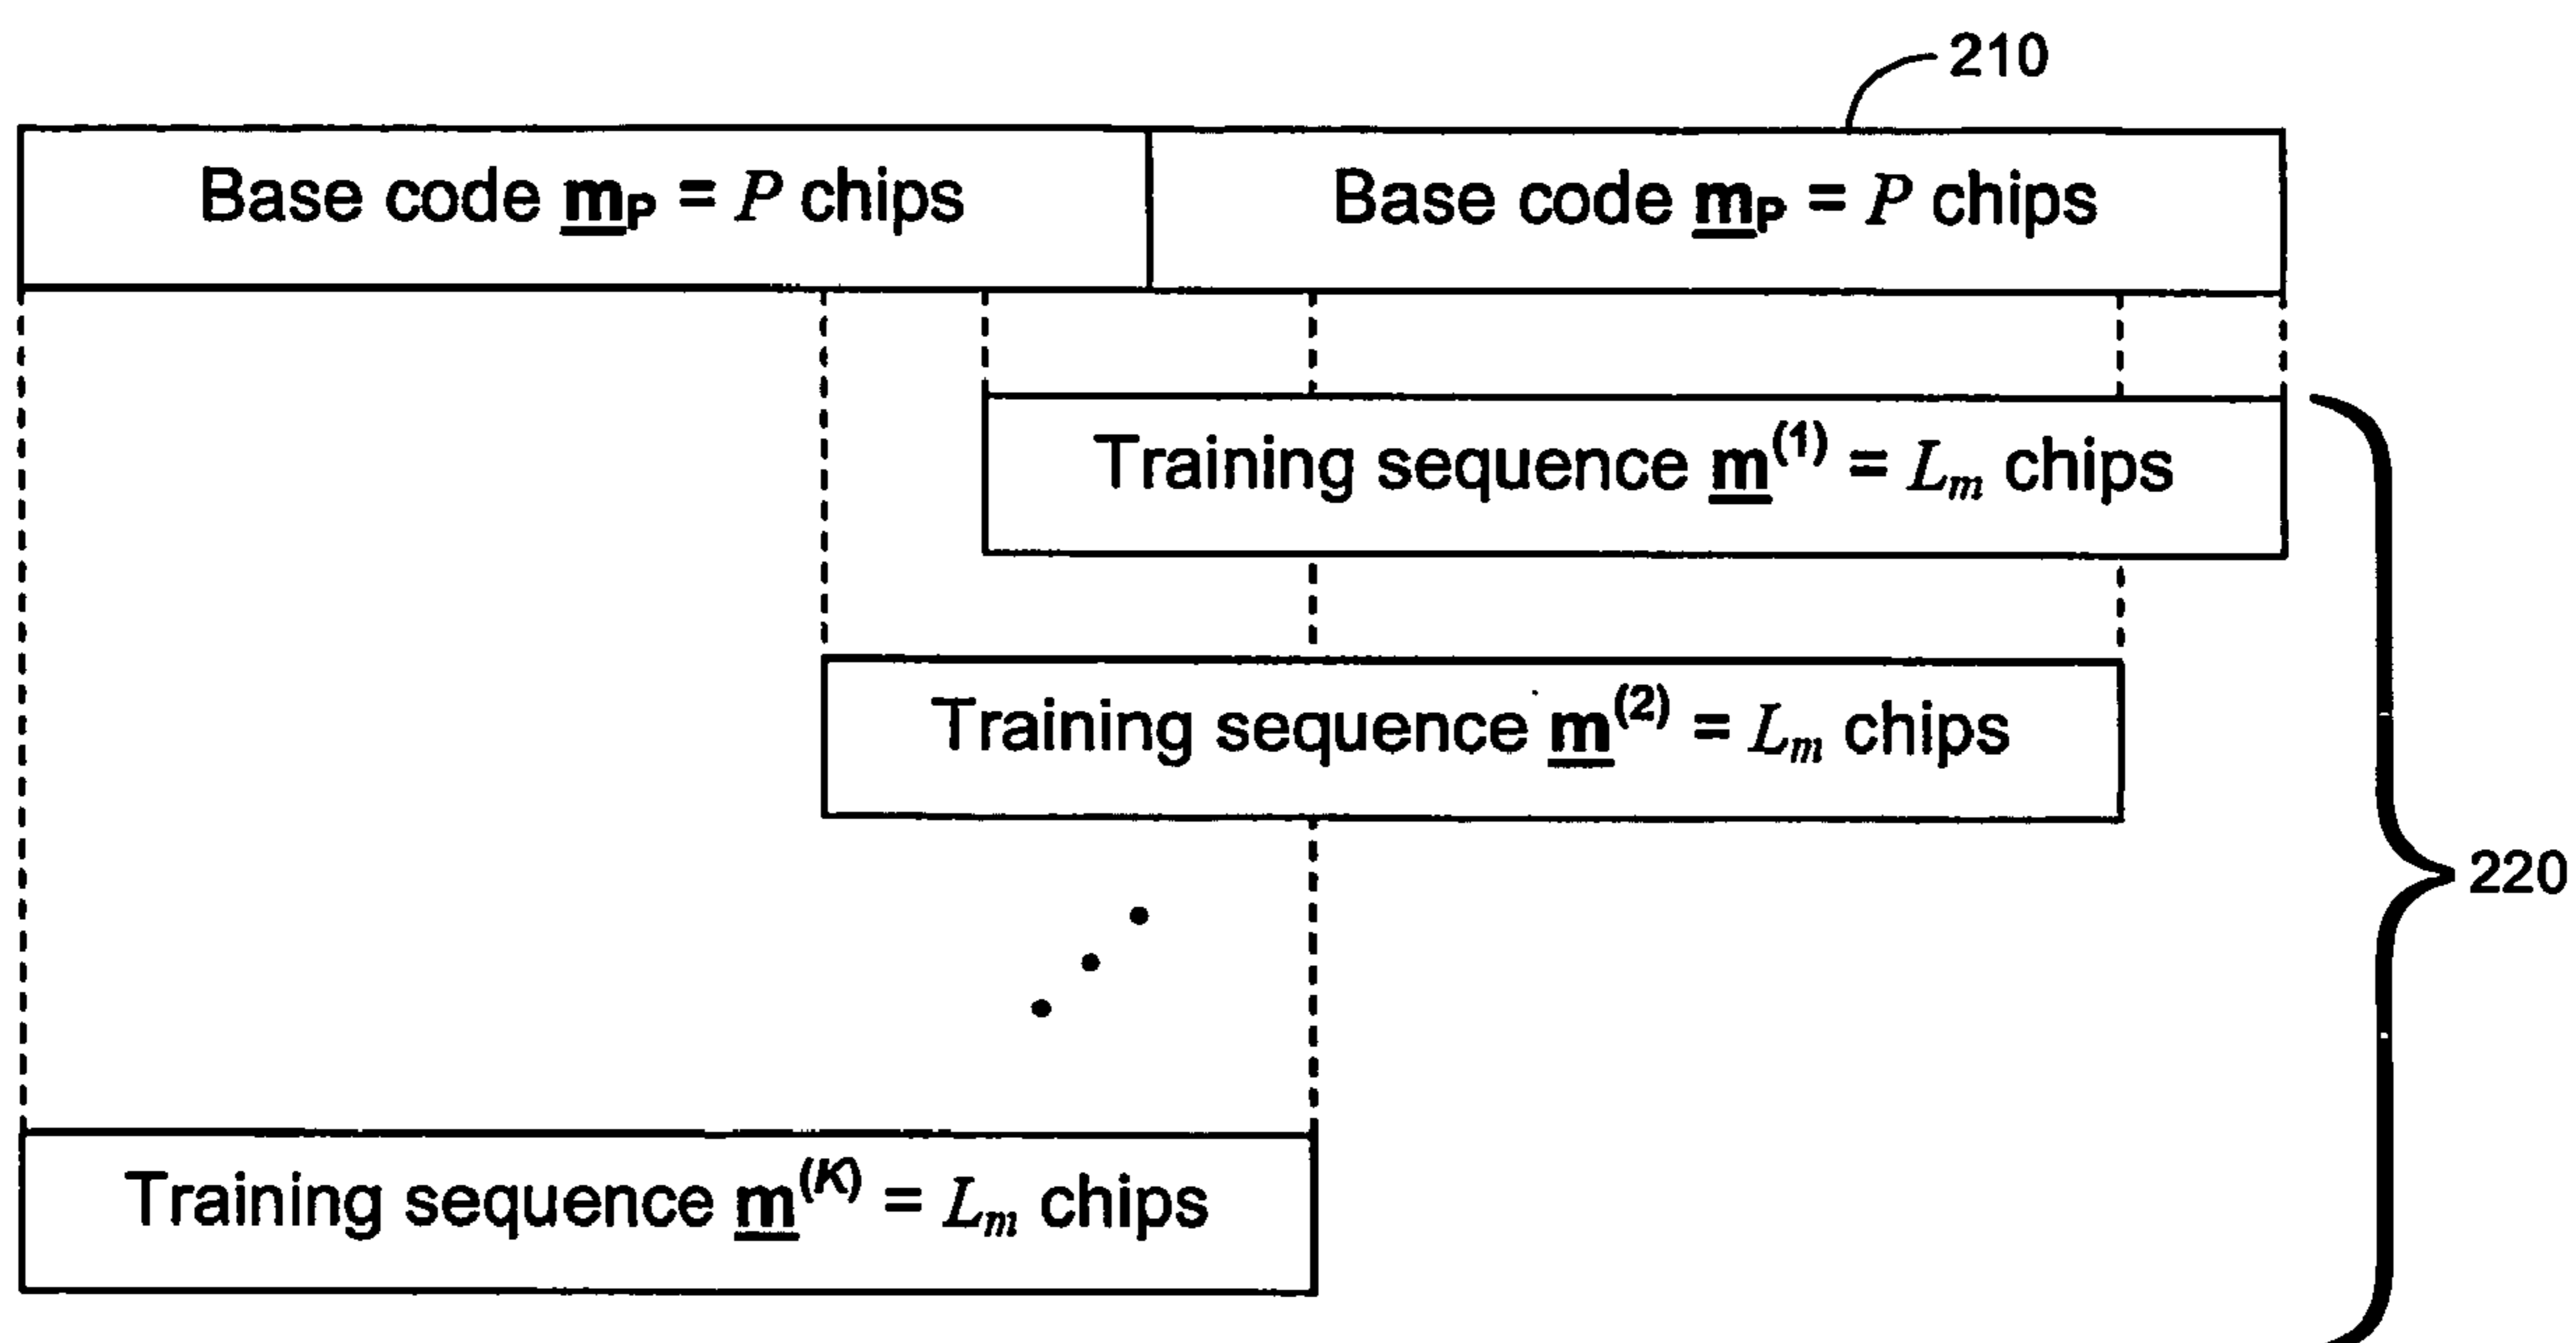 210
Base code m_P = P chips
Base code m_P = P chips
Training sequence m^(1) = L_m chips
Training sequence m^(2) = L_m chips
220
Training sequence m^(K) = L_m chips